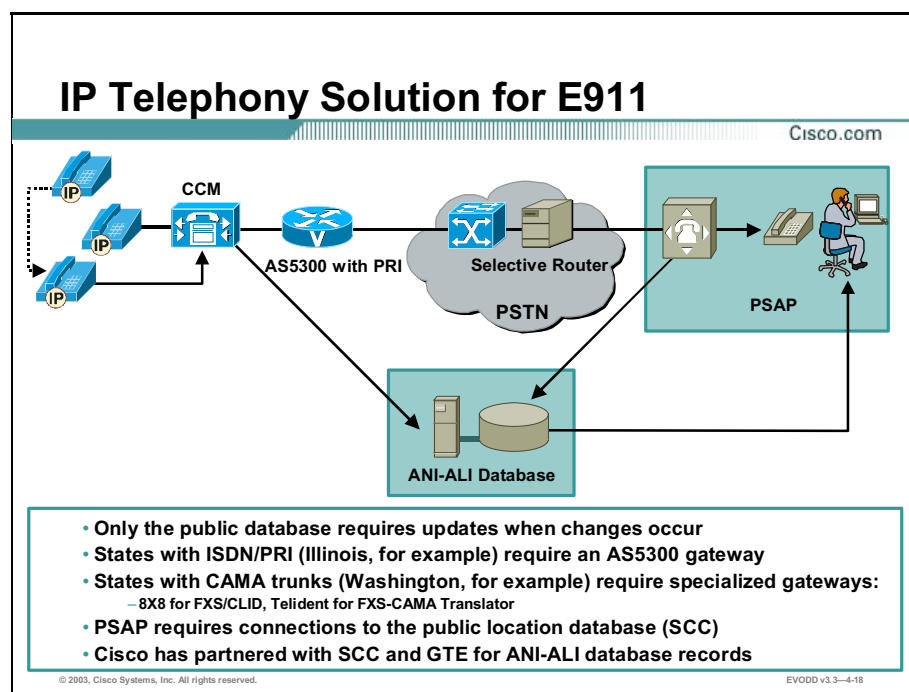 IP Telephony Solution for E911
Cisco.com
IP
IP
IP
CCM
V
AS5300 with PRI
Selective Router
PSTN
PSAP
ANI-ALI Database
• Only the public database requires updates when changes occur
• States with ISDN/PRI (Illinois, for example) require an AS5300 gateway
• States with CAMA trunks (Washington, for example) require specialized gateways:
– 8X8 for FXS/CLID, Telident for FXS-CAMA Translator
• PSAP requires connections to the public location database (SCC)
• Cisco has partnered with SCC and GTE for ANI-ALI database records
© 2003, Cisco Systems, Inc. All rights reserved.
EVODD v3.3—4-18